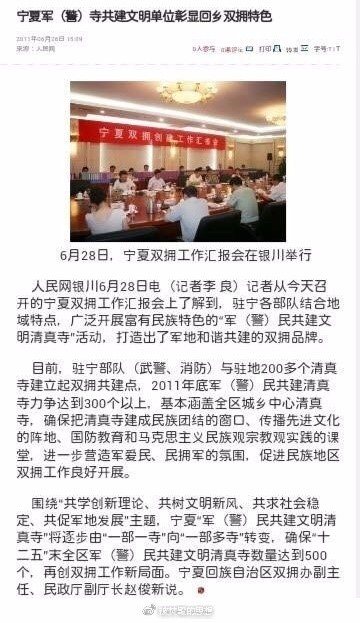 宁夏军（警）寺共建文明单位彰显回乡双拥特色
2011年06月28日 15:09
来源：人民网
0人参与 0条评论 打印 转发 字号:T|T
宁夏双拥创建工作汇报会
6月28日，宁夏双拥工作汇报会在银川举行
人民网银川6月28日电（记者李 良）记者从今天召
开的宁夏双拥工作汇报会上了解到，驻宁各部队结合地
域特点，广泛开展富有民族特色的“军（警）民共建文
明清真寺”活动，打造出了军地和谐共建的双拥品牌。
目前，驻宁部队（武警、消防）与驻地200多个清真
寺建立起双拥共建点，2011年底军（警）民共建清真
寺力争达到300个以上，基本涵盖全区城乡中心清真
寺，确保把清真寺建成民族团结的窗口、传播先进文化
的阵地、国防教育和马克思主义民族观宗教观实践的课
堂，进一步营造军爱民、民拥军的氛围，促进民族地区
双拥工作良好开展。
围绕“共学创新理论、共树文明新风、共求社会稳
定、共促军地发展”主题，宁夏“军（警）民共建文明清
真寺”将逐步由“一部一寺”向“一部多寺”转变，确保“十
二五”末全区军（警）民共建文明清真寺数量达到500
个，再创双拥工作新局面。宁夏回族自治区双拥办副主
任、民政厅副厅长赵俊新说。